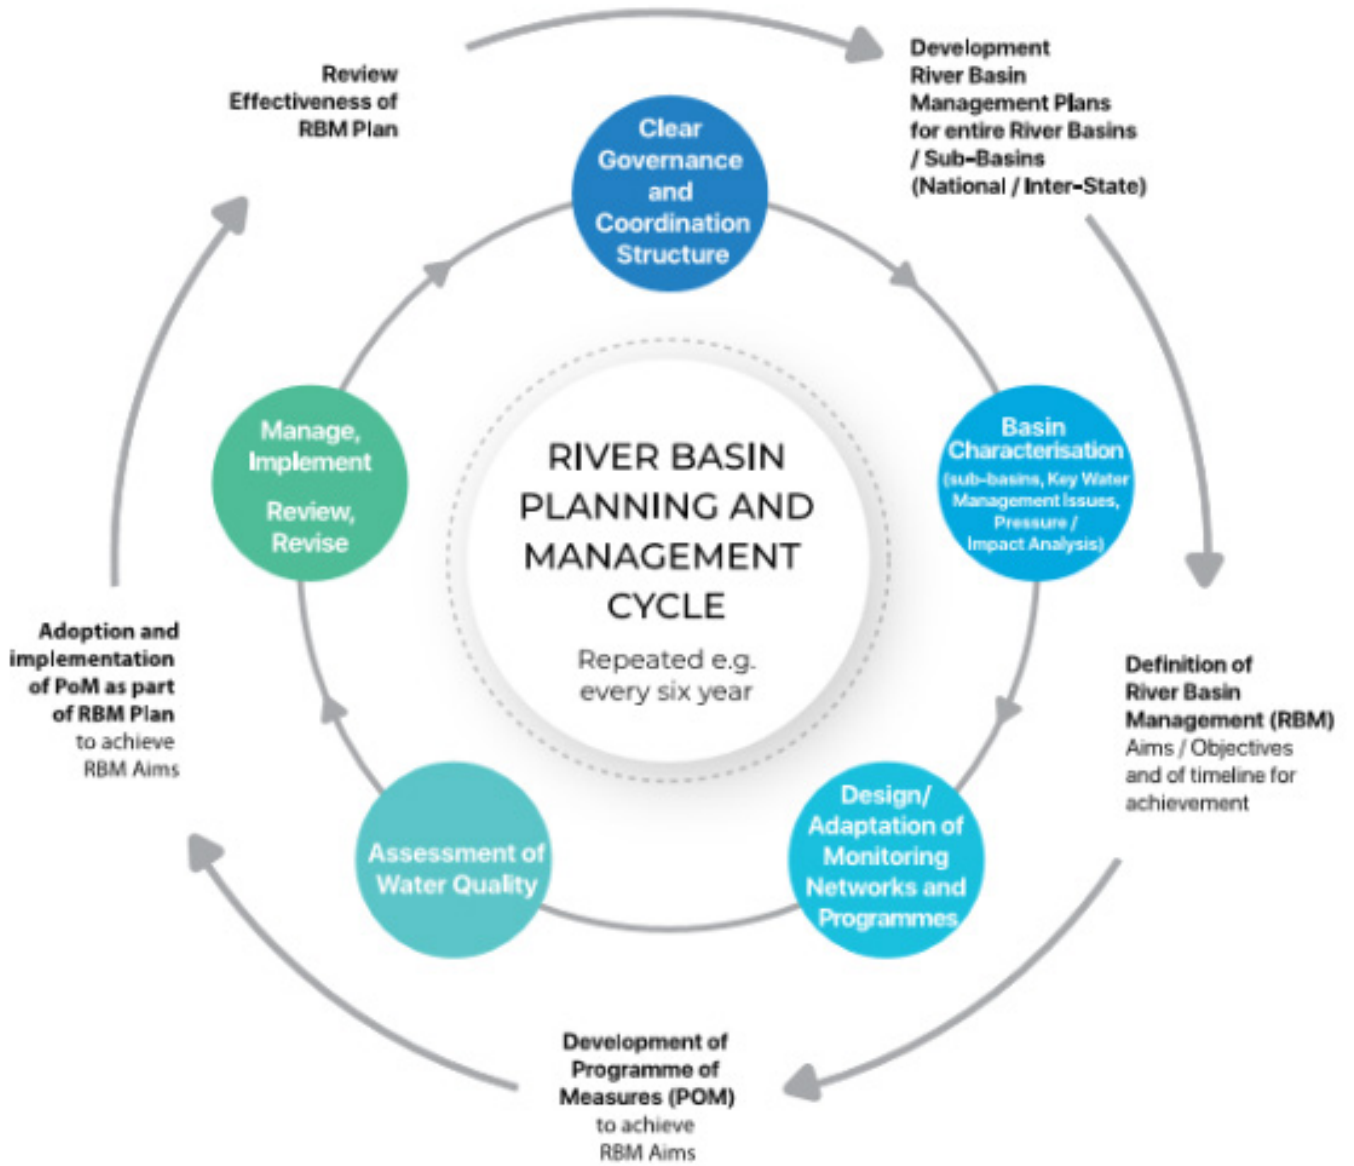 Review
Effectiveness of
RBM Plan
Development
River Basin
Management Plans
for entire River Basins
/ Sub-Basins
(National / Inter-State)
Clear
Governance
and
Coordination
Structure
Basin
Characterisation
(sub-basins, Key Water
Management Issues,
Pressure /
Impact Analysis)
Manage,
Implement
Review,
Revise
RIVER BASIN
PLANNING AND
MANAGEMENT
CYCLE
Repeated e.g.
every six year
Adoption and
implementation
of PoM as part
of RBM Plan
to achieve
RBM Aims
Definition of
River Basin
Management (RBM)
Aims / Objectives
and of timeline for
achievement
Assessment of
Water Quality
Design/
Adaptation of
Monitoring
Networks and
Programmes
Development of
Programme of
Measures (POM)
to achieve
RBM Aims